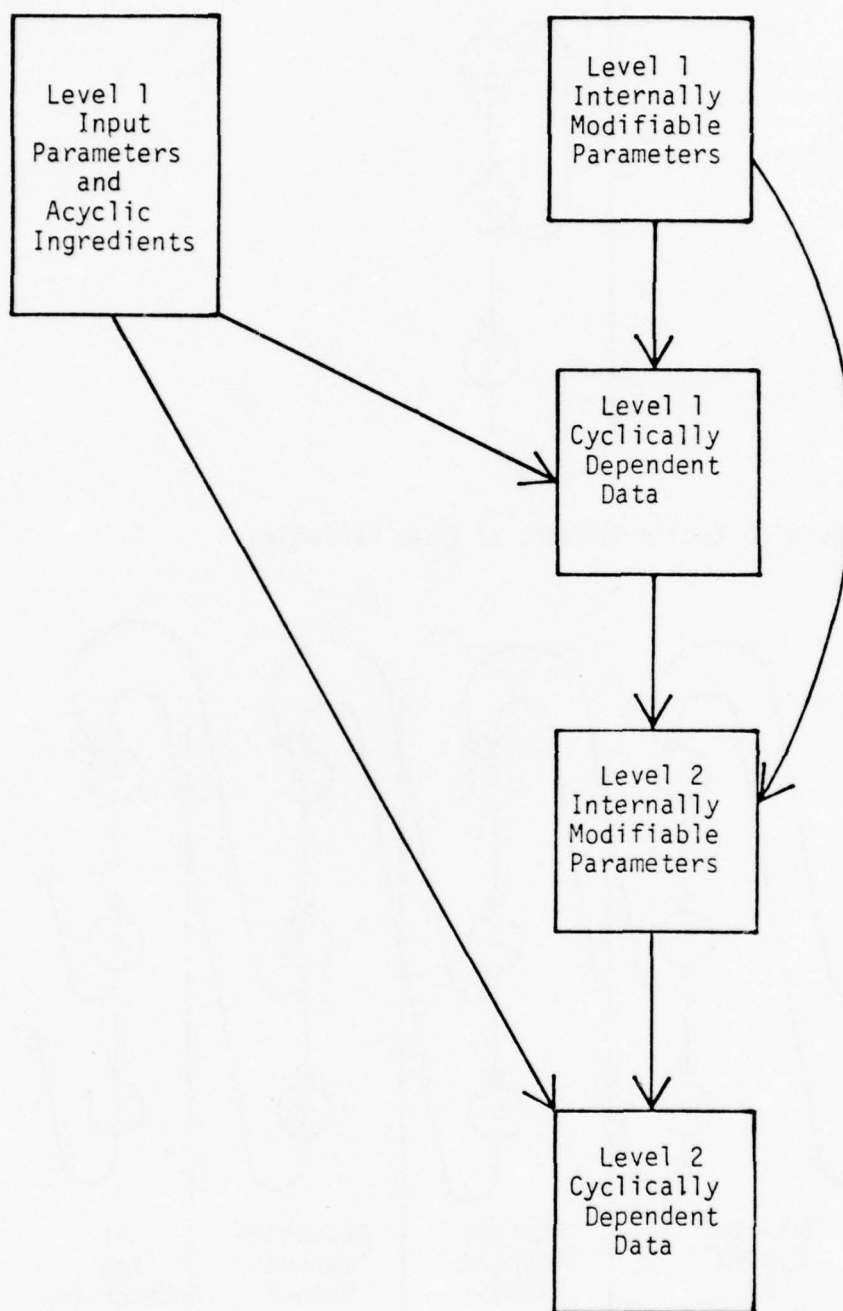 Level 1
Input
Parameters
and
Acyclic
Ingredients
Level 1
Internally
Modifiable
Parameters
Level 1
Cyclically
Dependent
Data
Level 2
Internally
Modifiable
Parameters
Level 2
Cyclically
Dependent
Data